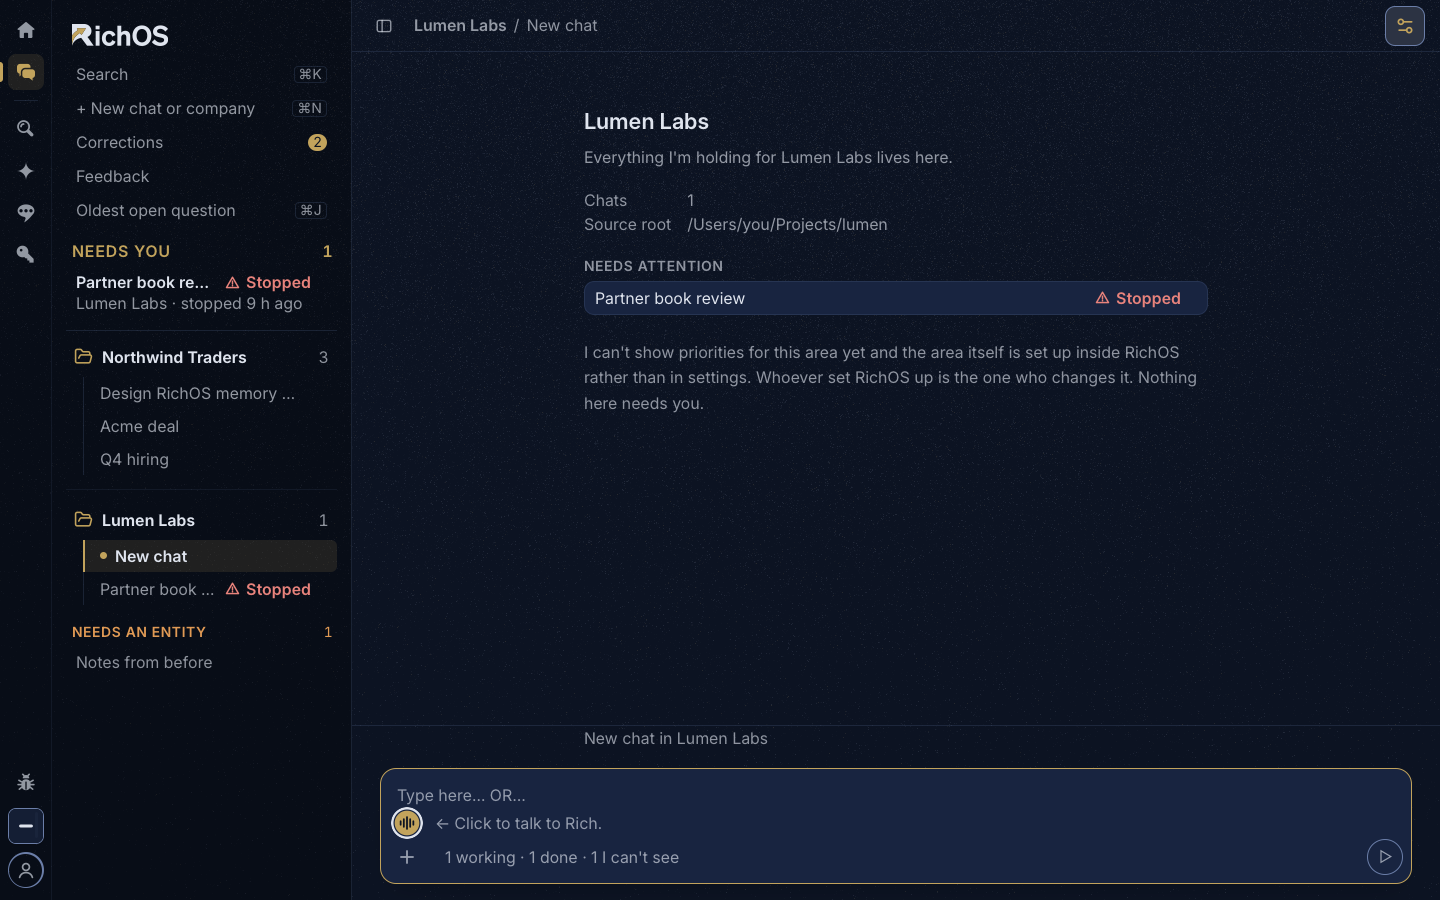 RichOS
Search ⌘K
+ New chat or company ⌘N
Corrections 2
Feedback
Oldest open question ⌘J
NEEDS YOU 1
Partner book re... Stopped
Lumen Labs · stopped 9 h ago
Northwind Traders 3
Design RichOS memory ...
Acme deal
Q4 hiring
Lumen Labs 1
New chat
Partner book ... Stopped
NEEDS AN ENTITY 1
Notes from before
Lumen Labs / New chat
Lumen Labs
Everything I'm holding for Lumen Labs lives here.
Chats 1
Source root /Users/you/Projects/lumen
NEEDS ATTENTION
Partner book review Stopped
I can't show priorities for this area yet and the area itself is set up inside RichOS
rather than in settings. Whoever set RichOS up is the one who changes it. Nothing
here needs you.
New chat in Lumen Labs
Type here... OR...
← Click to talk to Rich.
1 working · 1 done · 1 I can't see